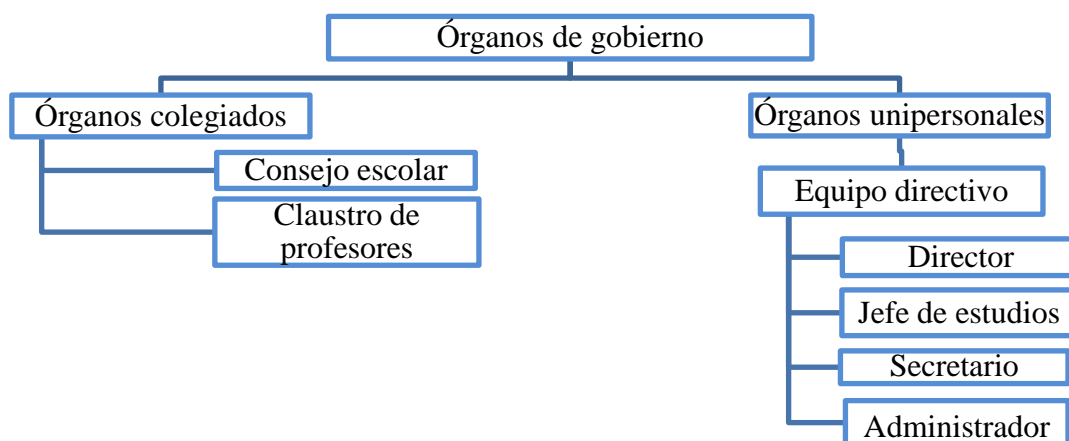 Órganos de gobierno
Órganos colegiados
Consejo escolar
Claustro de
profesores
Órganos unipersonales
Equipo directivo
Director
Jefe de estudios
Secretario
Administrador